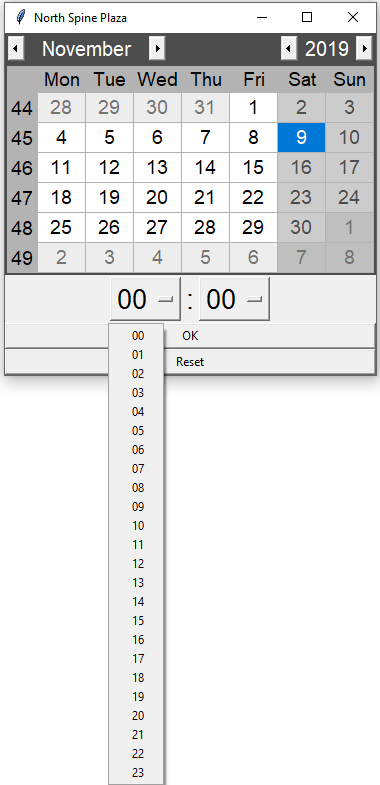 North Spine Plaza
November 2019
Mon Tue Wed Thu Fri Sat Sun
44 28 29 30 31 1 2 3
45 4 5 6 7 8 9 10
46 11 12 13 14 15 16 17
47 18 19 20 21 22 23 24
48 25 26 27 28 29 30 1
49 2 3 4 5 6 7 8
00 : 00
OK
Reset
00
01
02
03
04
05
06
07
08
09
10
11
12
13
14
15
16
17
18
19
20
21
22
23